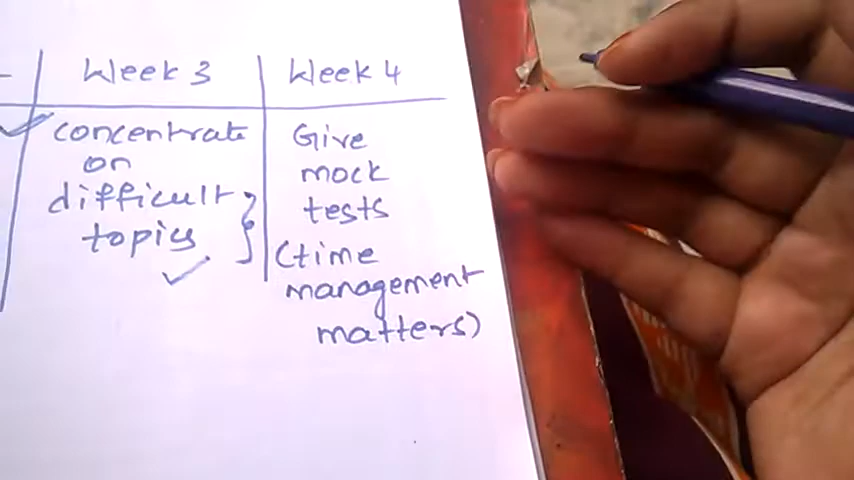 Week 3
concentrate
on
difficult
topics
Week 4
Give
mock
tests
(time
management
matters)